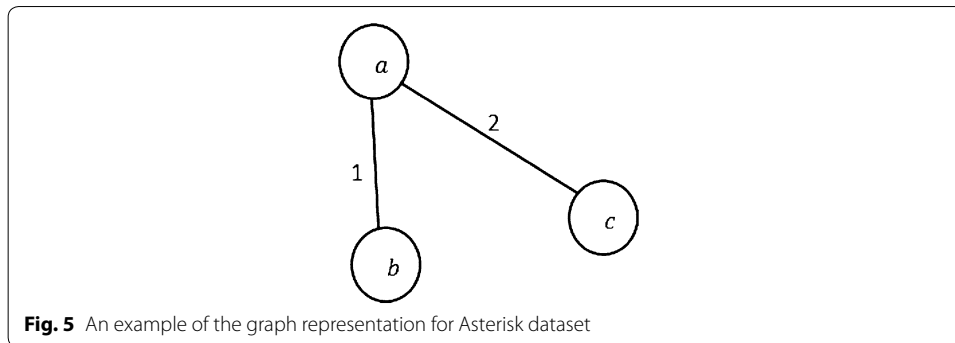 a
2
1
c
b
Fig. 5 An example of the graph representation for Asterisk dataset